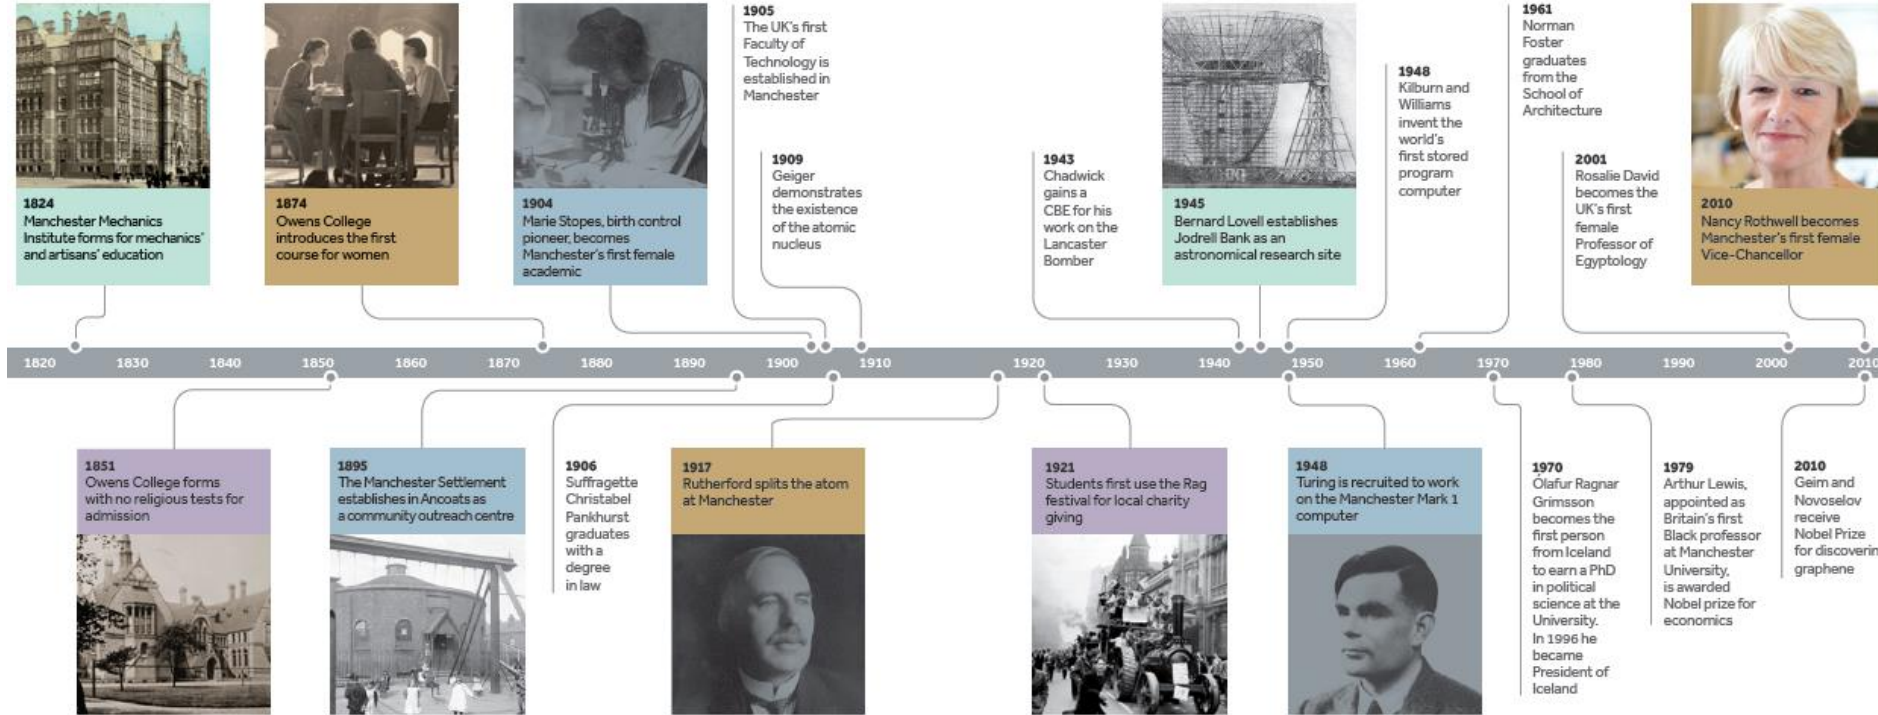 1824
Manchester Mechanics
Institute forms for mechanics'
and artisans' education
1874
Owens College
introduces the first
course for women
1904
Marie Stopes, birth control
pioneer, becomes
Manchester's first female
academic
1905
The UK's first
Faculty of
Technology is
established in
Manchester
1909
Geiger
demonstrates
the existence
of the atomic
nucleus
1943
Chadwick
gains a
CBE for his
work on the
Lancaster
Bomber
1945
Bernard Lovell establishes
Jodrell Bank as an
astronomical research site
1948
Kilburn and
Williams
invent the
world's
first stored
program
computer
1961
Norman
Foster
graduates
from the
School of
Architecture
2001
Rosalie David
becomes the
UK's first
female
Professor of
Egyptology
2010
Nancy Rothwell becomes
Manchester's first female
Vice-Chancellor
1820 1830 1840 1850 1860 1870 1880 1890 1900 1910 1920 1930 1940 1950 1960 1970 1980 1990 2000 2010
1851
Owens College forms
with no religious tests for
admission
1895
The Manchester Settlement
establishes in Ancoats as
a community outreach centre
1906
Suffragette
Christabel
Pankhurst
graduates
with a
degree
in law
1917
Rutherford splits the atom
at Manchester
1921
Students first use the Rag
festival for local charity
giving
1948
Turing is recruited to work
on the Manchester Mark 1
computer
1970
Ólafur Ragnar
Grimsson
becomes the
first person
from Iceland
to earn a PhD
in political
science at the
University.
In 1996 he
became
President of
Iceland
1979
Arthur Lewis,
appointed as
Britain's first
Black professor
at Manchester
University,
is awarded
Nobel prize for
economics
2010
Geim and
Novoselov
receive
Nobel Prize
for discoverin
graphene